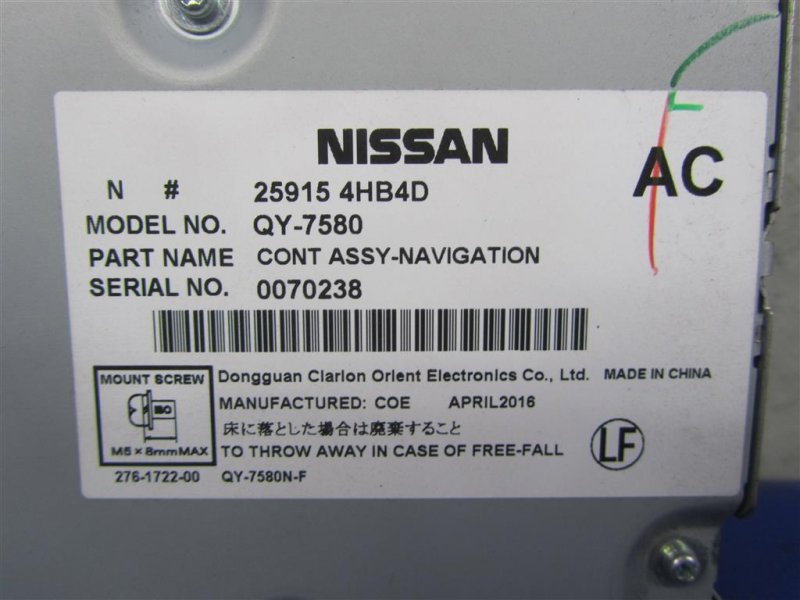 NISSAN
AC
N # 25915 4HB4D
MODEL NO. QY-7580
PART NAME CONT ASSY-NAVIGATION
SERIAL NO. 0070238
MOUNT SCREW
ISO
M5×8mmMAX
Dongguan Clarion Orient Electronics Co., Ltd. MADE IN CHINA
MANUFACTURED: COE APRIL2016
床に落とした場合は廃棄すること
TO THROW AWAY IN CASE OF FREE-FALL
LF
276-1722-00 QY-7580N-F